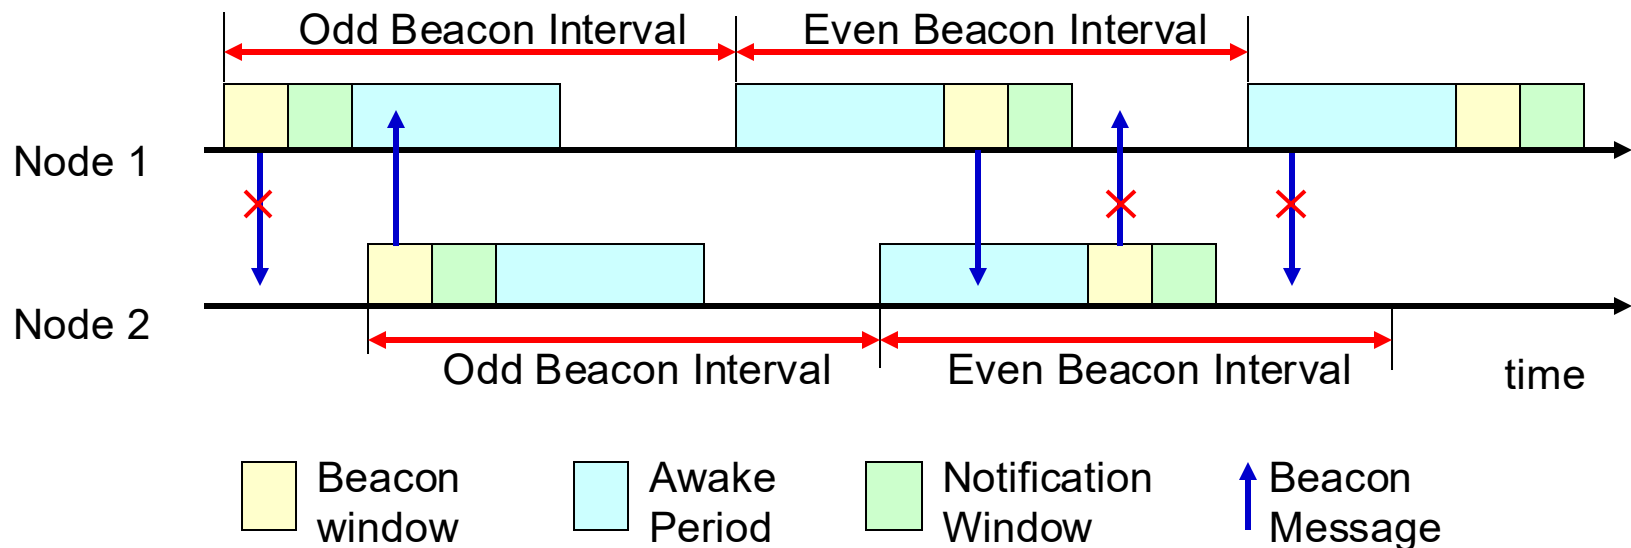 Odd Beacon Interval
Even Beacon Interval
Node 1
Node 2
Odd Beacon Interval
Even Beacon Interval
time
Beacon window
Awake Period
Notification Window
Beacon Message